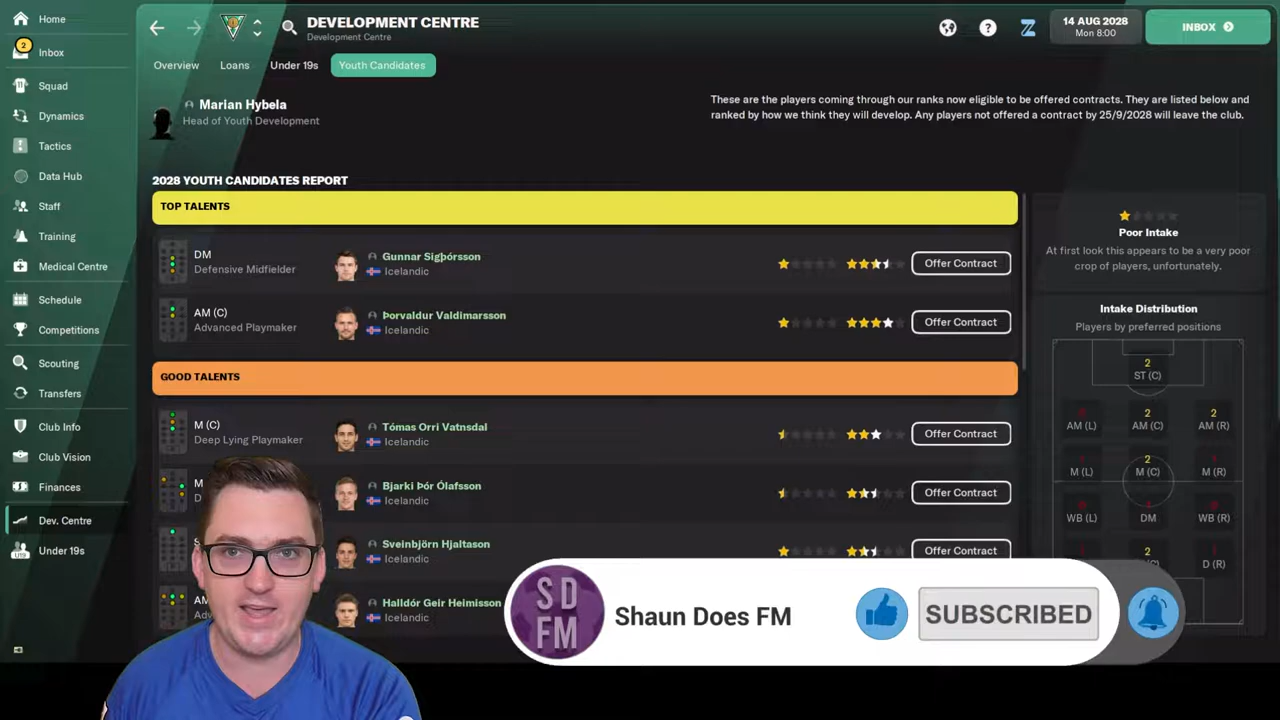 Home
2
Inbox
Squad
Dynamics
Tactics
Data Hub
Staff
Training
Medical Centre
Schedule
Competitions
Scouting
Transfers
Club Info
Club Vision
Finances
Dev. Centre
U19
Under 19s
DEVELOPMENT CENTRE
Development Centre
14 AUG 2028
Mon 8:00
INBOX
Overview
Loans
Under 19s
Youth Candidates
Marian Hybela
Head of Youth Development
These are the players coming through our ranks now eligible to be offered contracts. They are listed below and
ranked by how we think they will develop. Any players not offered a contract by 25/9/2028 will leave the club.
2028 YOUTH CANDIDATES REPORT
TOP TALENTS
DM
Defensive Midfielder
Gunnar Sigþórsson
Icelandic
Offer Contract
AM (C)
Advanced Playmaker
Þorvaldur Valdimarsson
Icelandic
Offer Contract
GOOD TALENTS
M (C)
Deep Lying Playmaker
Tómas Orri Vatnsdal
Icelandic
Offer Contract
M
D
Bjarki Þór Ólafsson
Icelandic
Offer Contract
S
Sveinbjörn Hjaltason
Icelandic
Offer Contract
AM
Adv
Halldór Geir Heimisson
Icelandic
Poor Intake
At first look this appears to be a very poor
crop of players, unfortunately.
Intake Distribution
Players by preferred positions
2
ST (C)
AM (L)
2
AM (C)
2
AM (R)
M (L)
2
M (C)
M (R)
WB (L)
DM
WB (R)
2
D (R)
SD
FM
Shaun Does FM
SUBSCRIBED